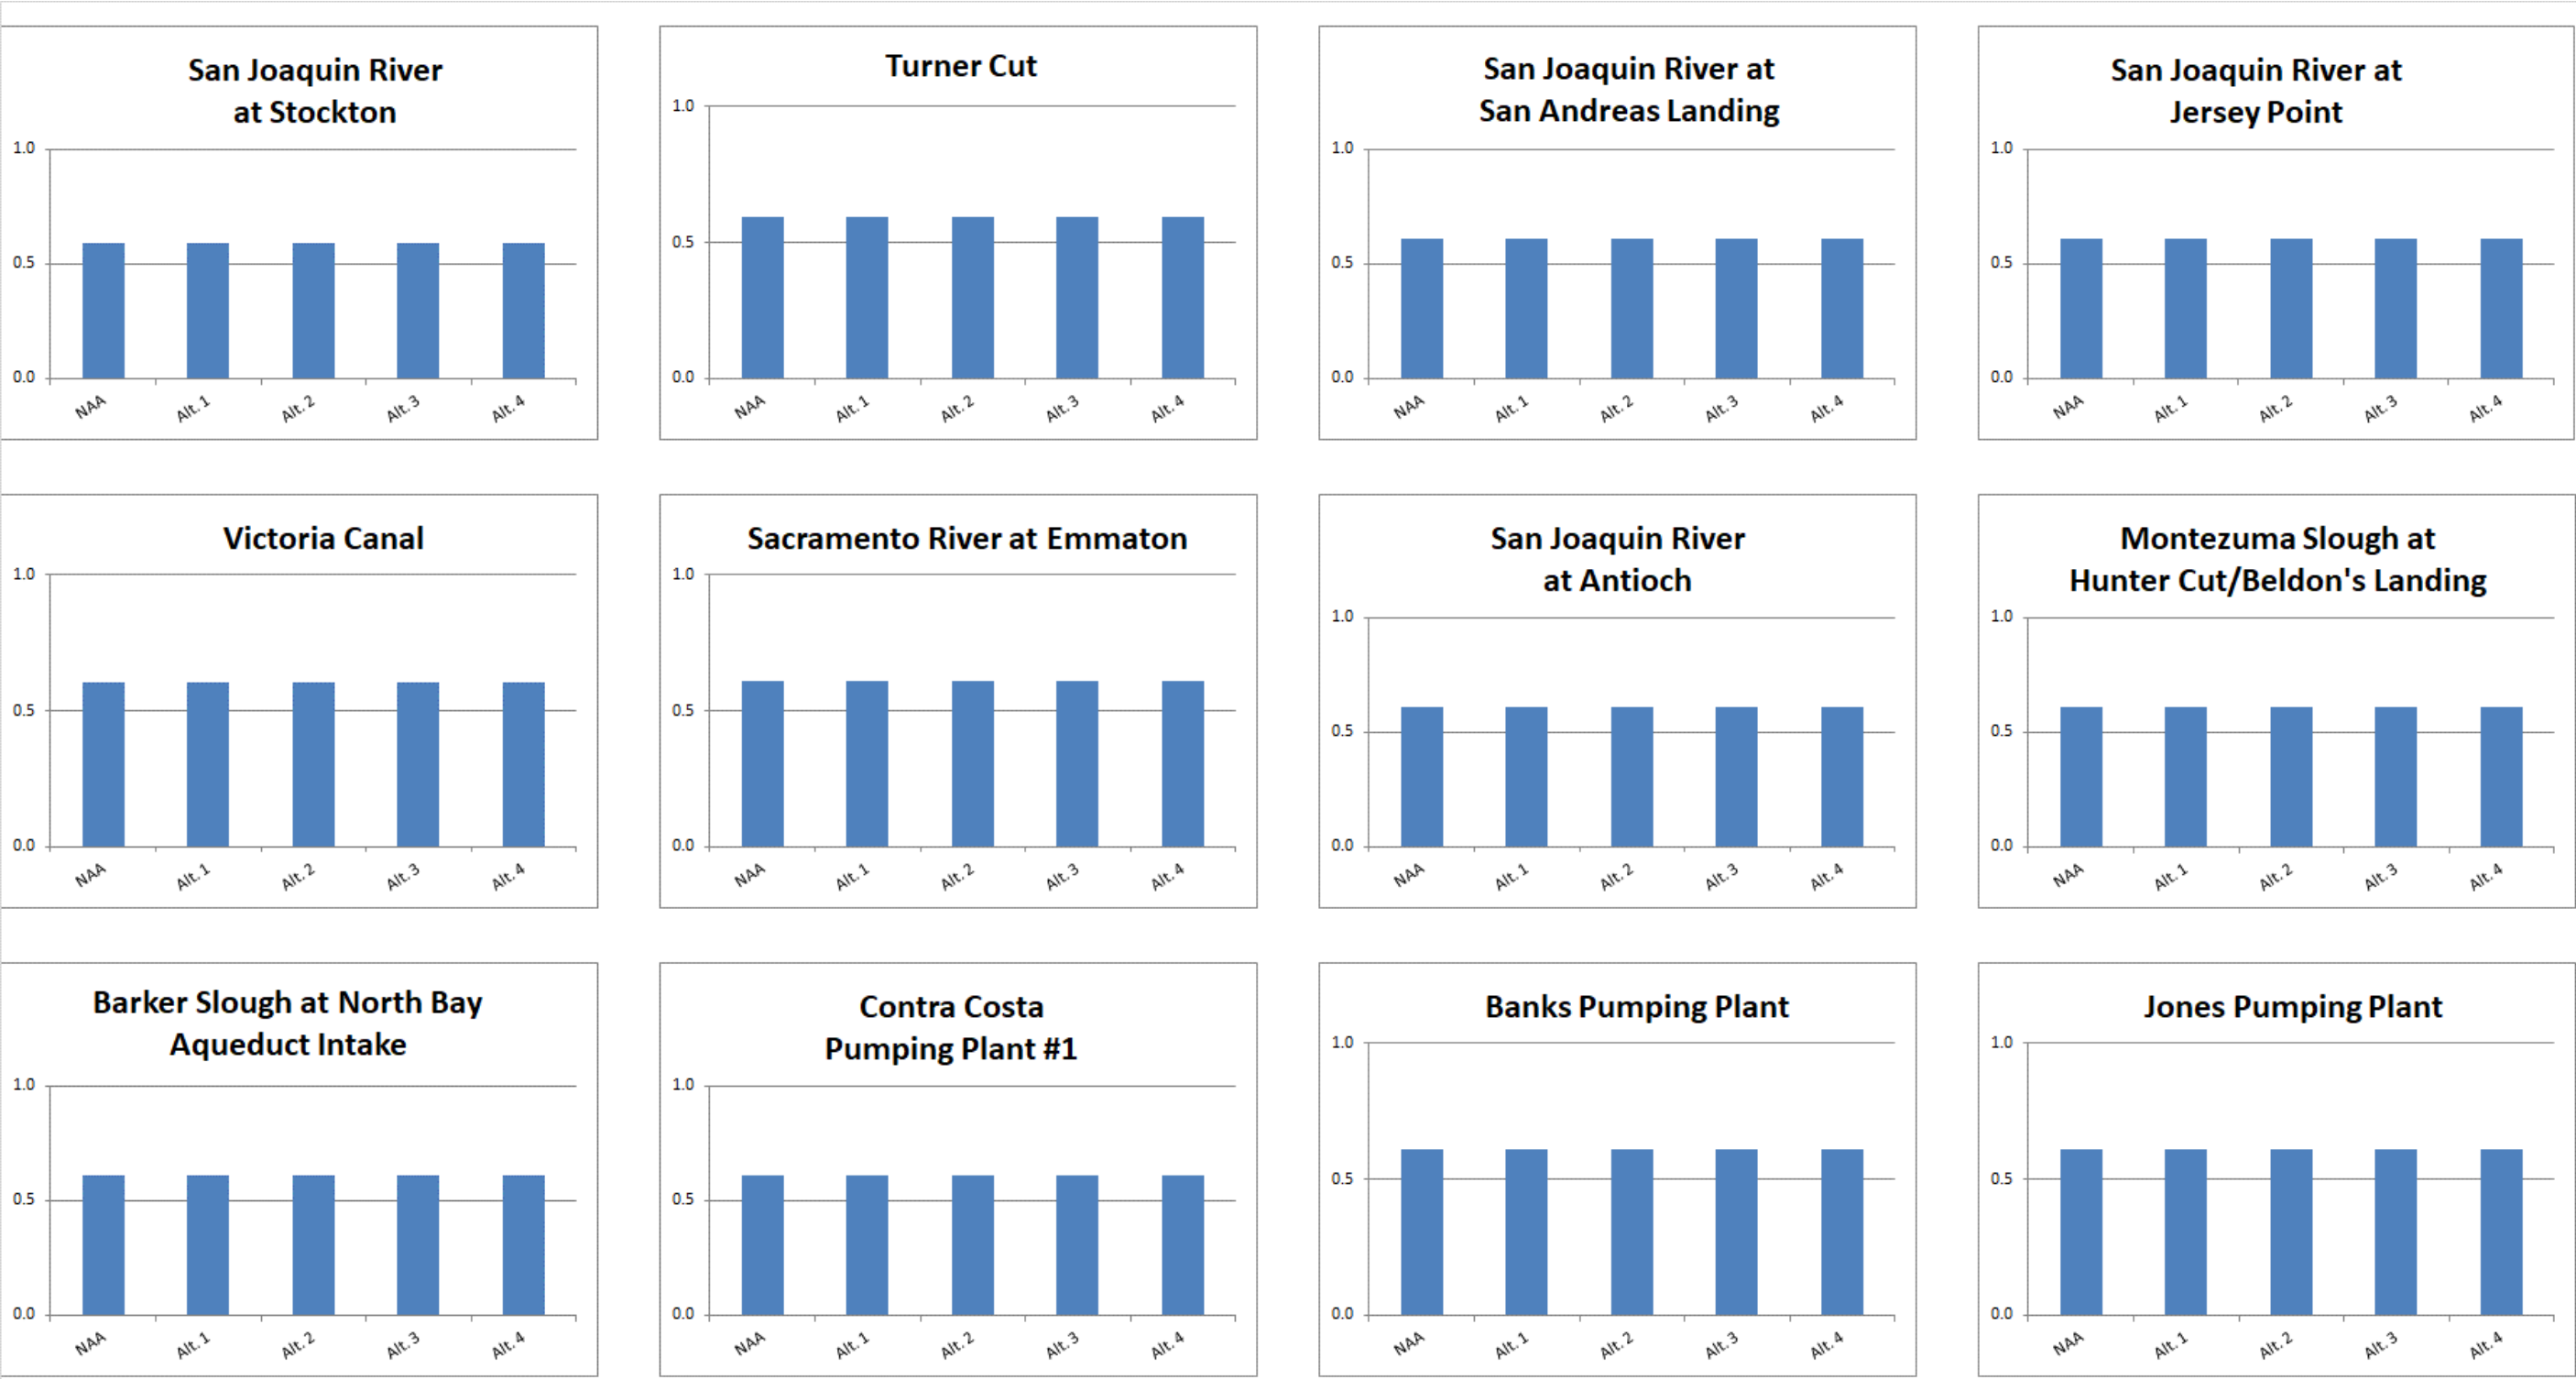 San Joaquin River
at Stockton
1.0
0.5
0.0
NAA
Alt. 1
Alt. 2
Alt. 3
Alt. 4
Turner Cut
1.0
0.5
0.0
NAA
Alt. 1
Alt. 2
Alt. 3
Alt. 4
San Joaquin River at
San Andreas Landing
1.0
0.5
0.0
NAA
Alt. 1
Alt. 2
Alt. 3
Alt. 4
San Joaquin River at
Jersey Point
1.0
0.5
0.0
NAA
Alt. 1
Alt. 2
Alt. 3
Alt. 4
Victoria Canal
1.0
0.5
0.0
NAA
Alt. 1
Alt. 2
Alt. 3
Alt. 4
Sacramento River at Emmaton
1.0
0.5
0.0
NAA
Alt. 1
Alt. 2
Alt. 3
Alt. 4
San Joaquin River
at Antioch
1.0
0.5
0.0
NAA
Alt. 1
Alt. 2
Alt. 3
Alt. 4
Montezuma Slough at
Hunter Cut/Beldon's Landing
1.0
0.5
0.0
NAA
Alt. 1
Alt. 2
Alt. 3
Alt. 4
Barker Slough at North Bay
Aqueduct Intake
1.0
0.5
0.0
NAA
Alt. 1
Alt. 2
Alt. 3
Alt. 4
Contra Costa
Pumping Plant #1
1.0
0.5
0.0
NAA
Alt. 1
Alt. 2
Alt. 3
Alt. 4
Banks Pumping Plant
1.0
0.5
0.0
NAA
Alt. 1
Alt. 2
Alt. 3
Alt. 4
Jones Pumping Plant
1.0
0.5
0.0
NAA
Alt. 1
Alt. 2
Alt. 3
Alt. 4